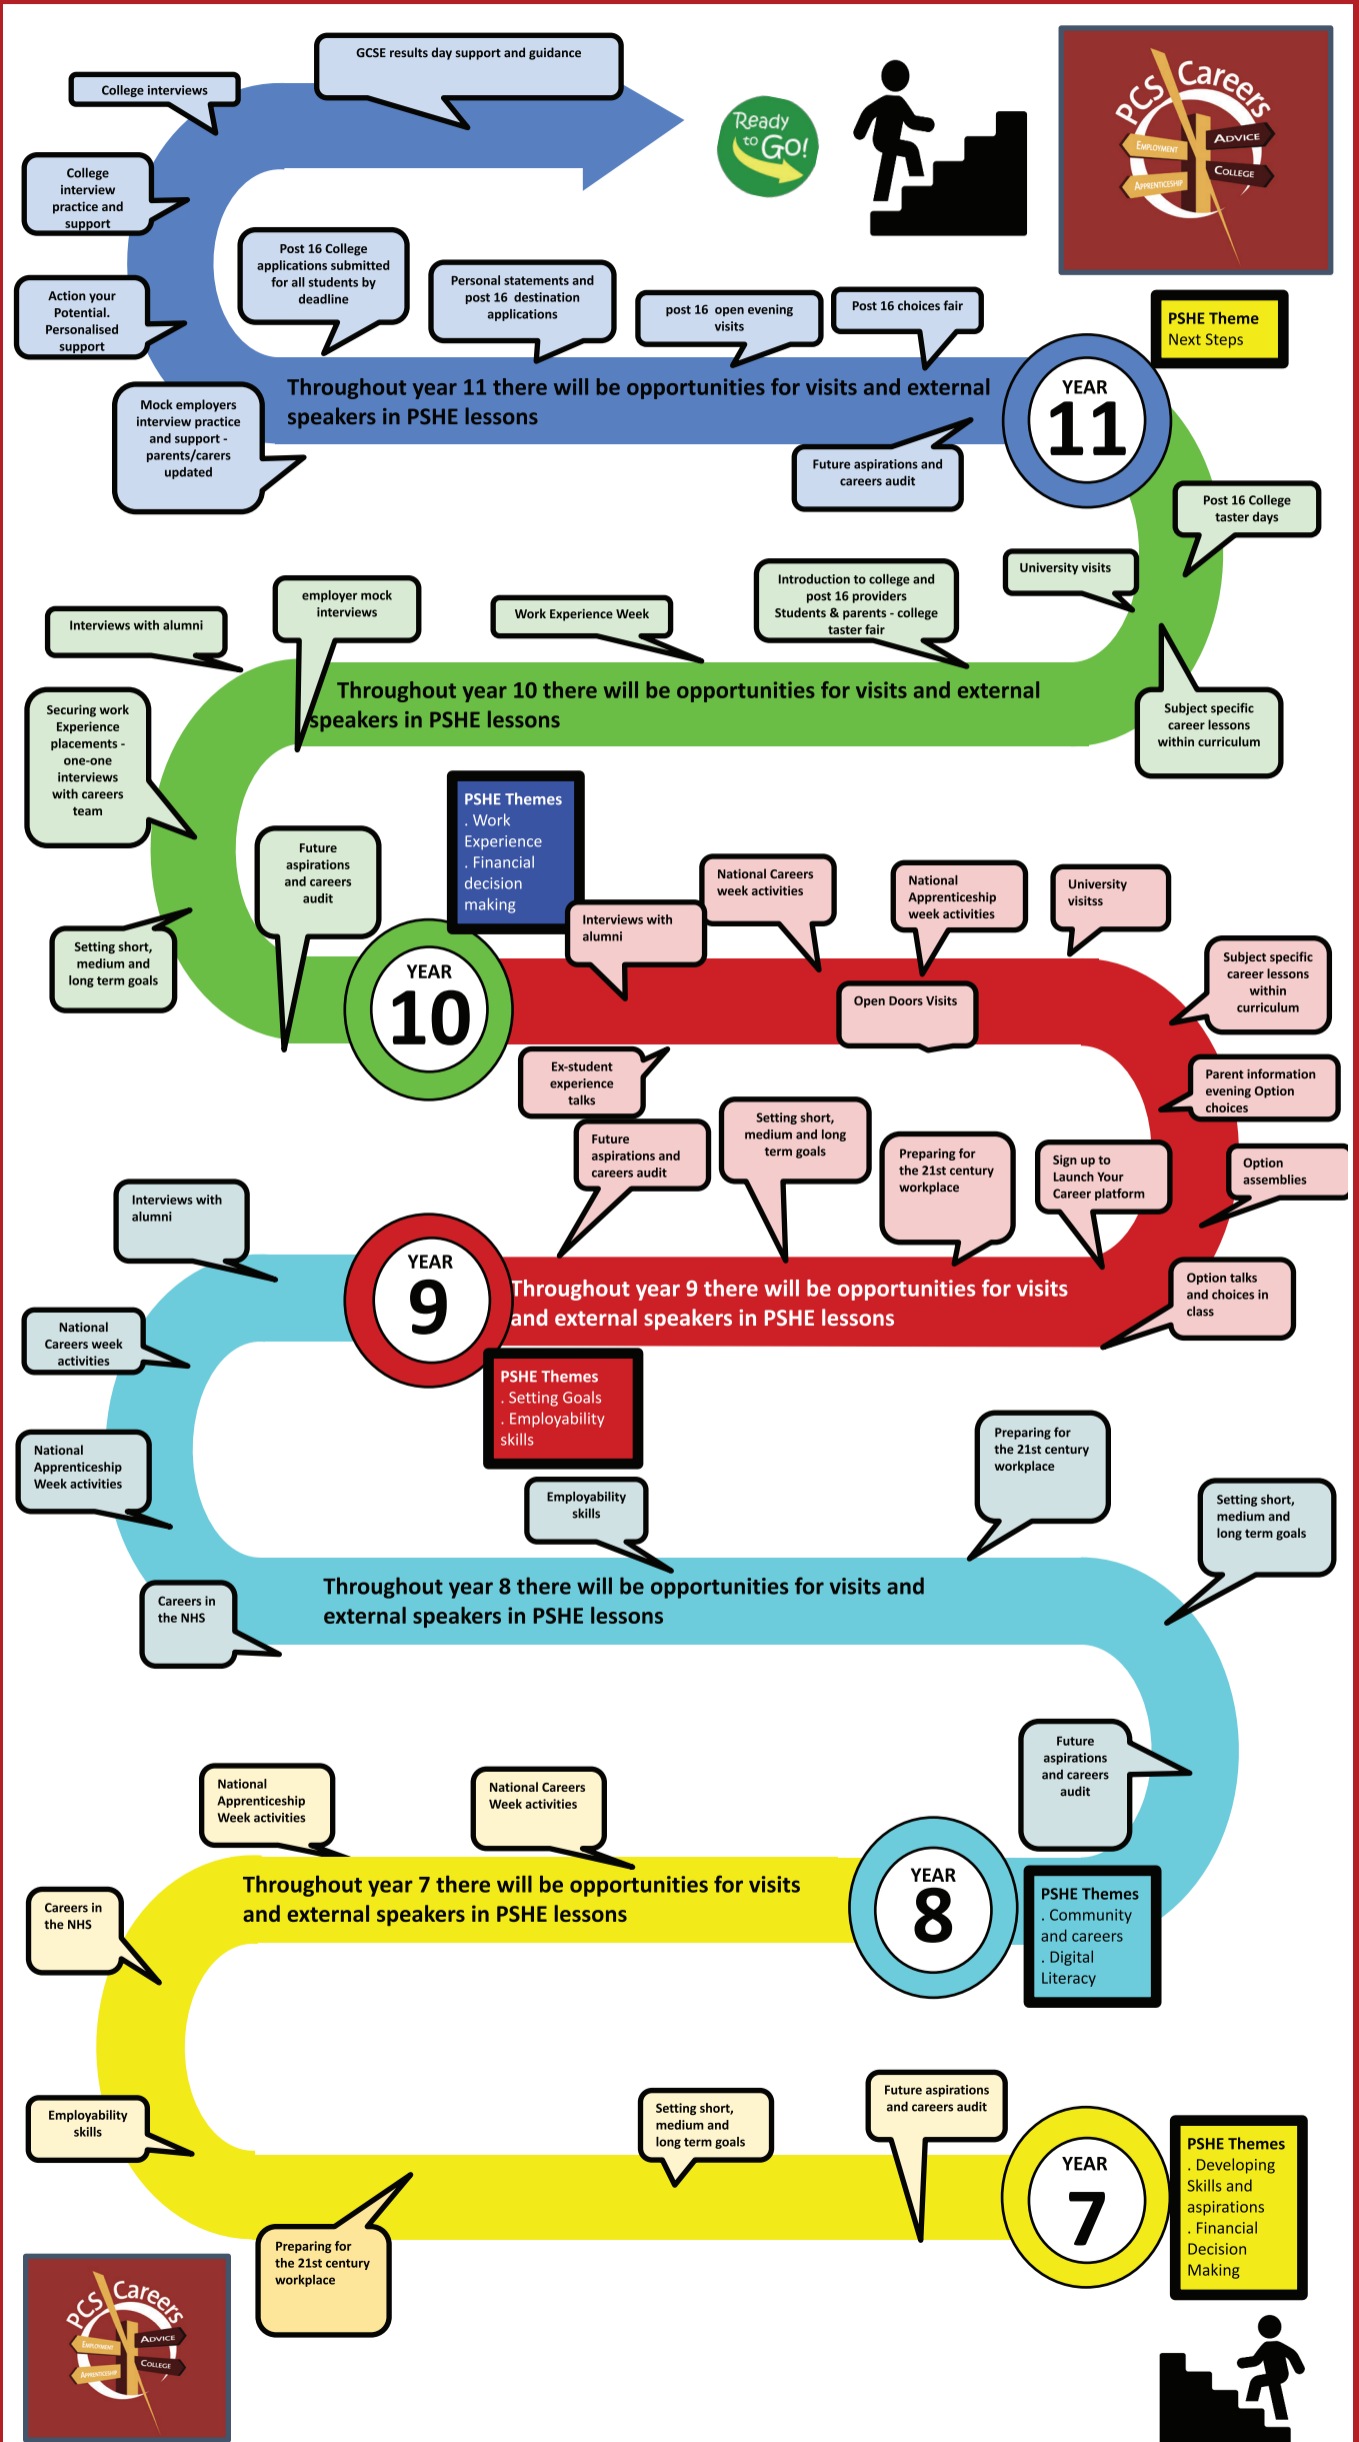 GCSE results day support and guidance
College interviews
PCS Careers
EMPLOYMENT
ADVICE
APPRENTICESHIP
COLLEGE
Ready
to GO!
College
interview
practice and
support
Post 16 College
applications submitted
for all students by
deadline
Personal statements and
post 16 destination
applications
post 16 open evening
visits
Post 16 choices fair
Action your
Potential.
Personalised
support
PSHE Theme
Next Steps
Throughout year 11 there will be opportunities for visits and external
speakers in PSHE lessons
YEAR
11
Mock employers
interview practice
and support -
parents/carers
updated
Future aspirations and
careers audit
Post 16 College
taster days
University visits
Introduction to college and
post 16 providers
Students & parents - college
taster fair
Work Experience Week
employer mock
interviews
Interviews with alumni
Throughout year 10 there will be opportunities for visits and external
speakers in PSHE lessons
Subject specific
career lessons
within curriculum
Securing work
Experience
placements -
one-one
interviews
with careers
team
Future
aspirations
and careers
audit
Setting short,
medium and
long term goals
PSHE Themes
. Work
Experience
. Financial
decision
making
YEAR
10
Interviews with
alumni
National Careers
week activities
National
Apprenticeship
week activities
University
visitss
Open Doors Visits
Subject specific
career lessons
within
curriculum
Parent information
evening Option
choices
Ex-student
experience
talks
Future
aspirations and
careers audit
Setting short,
medium and long
term goals
Preparing for
the 21st century
workplace
Sign up to
Launch Your
Career platform
Option
assemblies
Option talks
and choices in
class
Throughout year 9 there will be opportunities for visits
and external speakers in PSHE lessons
YEAR
9
PSHE Themes
. Setting Goals
. Employability
skills
Interviews with
alumni
National
Careers week
activities
National
Apprenticeship
Week activities
Careers in
the NHS
Employability
skills
Preparing for
the 21st century
workplace
Setting short,
medium and
long term goals
Throughout year 8 there will be opportunities for visits and
external speakers in PSHE lessons
Future
aspirations
and careers
audit
YEAR
8
PSHE Themes
. Community
and careers
. Digital
Literacy
National
Apprenticeship
Week activities
National Careers
Week activities
Throughout year 7 there will be opportunities for visits
and external speakers in PSHE lessons
Careers in
the NHS
Employability
skills
Setting short,
medium and
long term goals
Future aspirations
and careers audit
YEAR
7
PSHE Themes
. Developing
Skills and
aspirations
. Financial
Decision
Making
Preparing for
the 21st century
workplace
PCS Careers
EMPLOYMENT
ADVICE
APPRENTICESHIP
COLLEGE